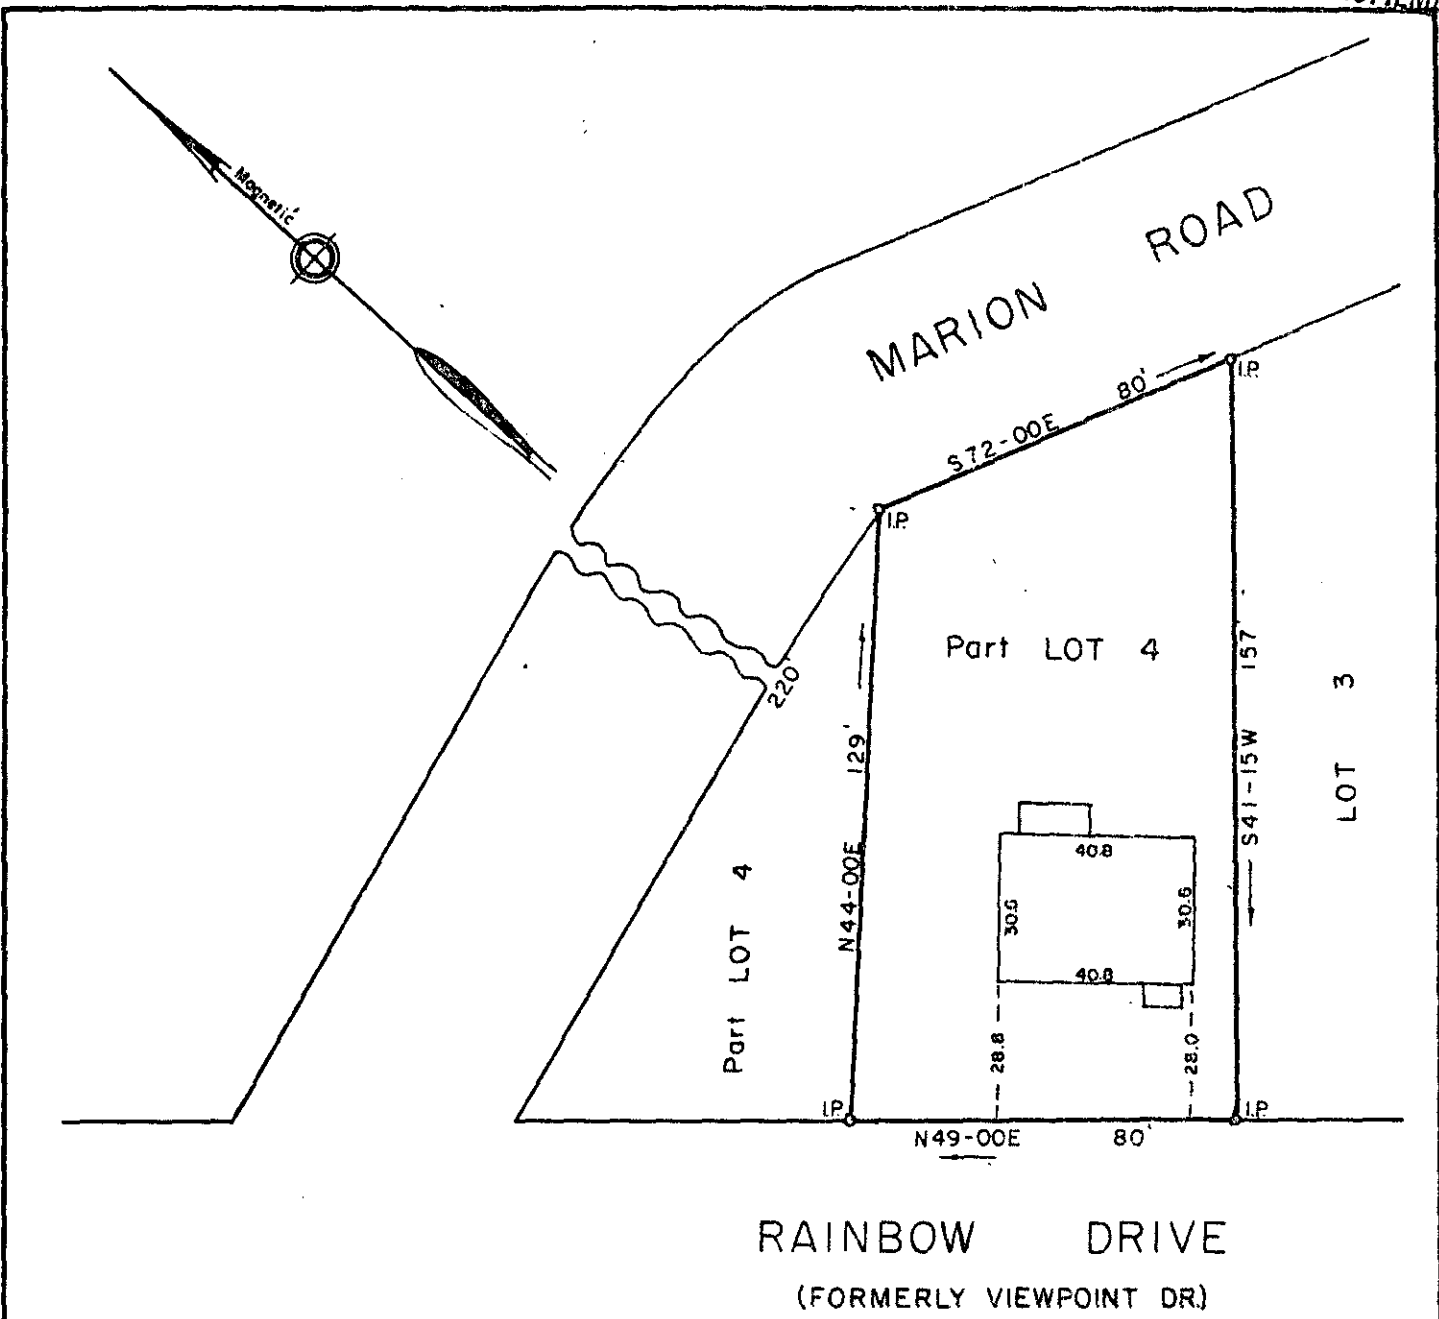 Magnetic
MARION ROAD
S72-00E 80'
I.P.
I.P.
220'
Part LOT 4
N44-00E 129'
157'
S41-15W
LOT 3
Part LOT 4
40.8
30.6
30.6
40.8
28.8
28.0
I.P.
I.P.
N49-00E 80'
RAINBOW DRIVE
(FORMERLY VIEWPOINT DR.)